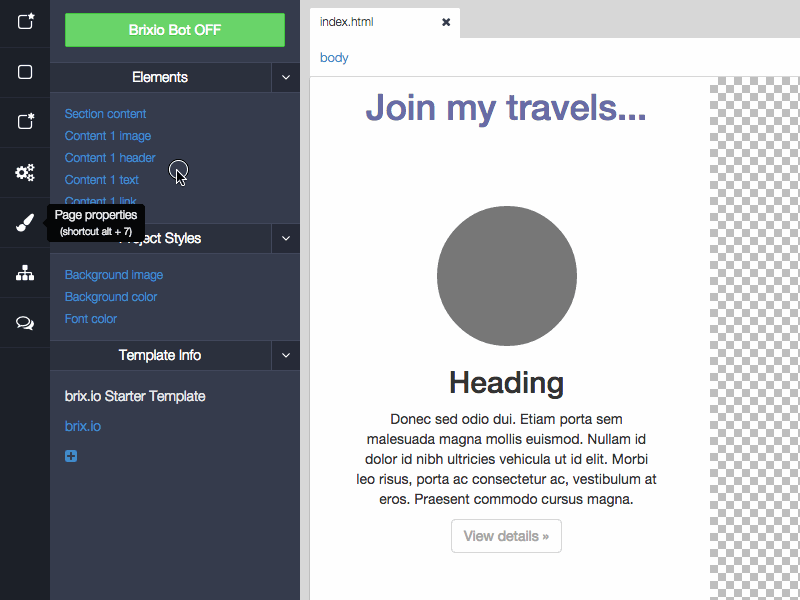 Brixio Bot OFF
Elements
Section content
Content 1 image
Content 1 header
Content 1 text
Content 1 link
Page properties
(shortcut alt + 7)
Project Styles
Background image
Background color
Font color
Template Info
brix.io Starter Template
brix.io
index.html
body
Join my travels...
Heading
Donec sed odio dui. Etiam porta sem
malesuada magna mollis euismod. Nullam id
dolor id nibh ultricies vehicula ut id elit. Morbi
leo risus, porta ac consectetur ac, vestibulum at
eros. Praesent commodo cursus magna.
View details »